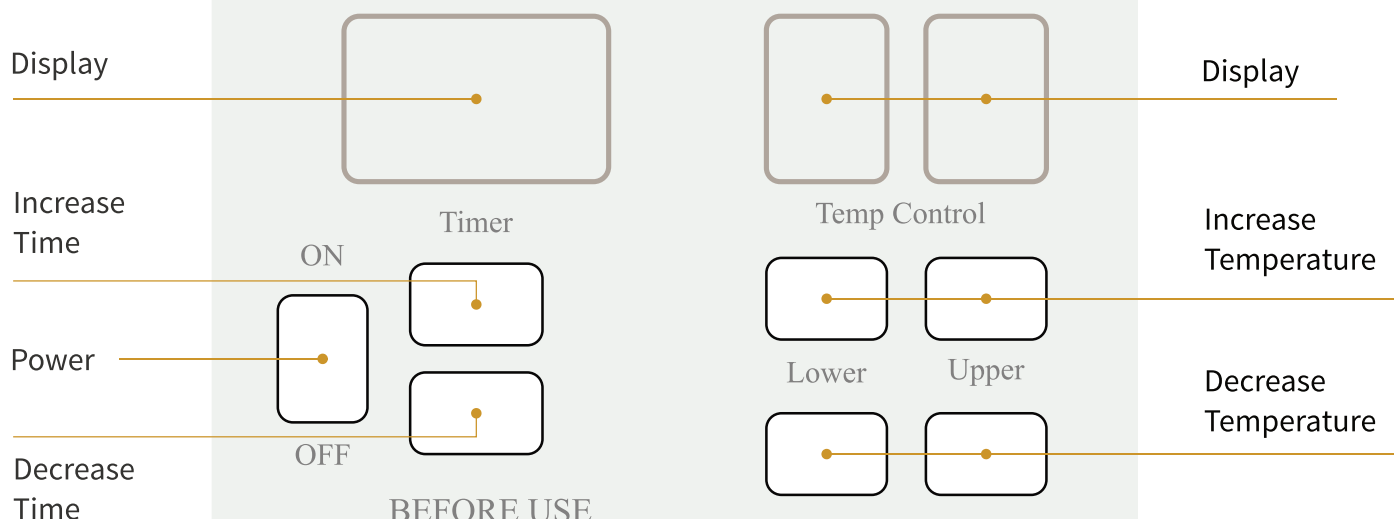 Display
Display
Increase
Time
Timer
Temp Control
Increase
Temperature
ON
Power
Lower
Upper
Decrease
Temperature
OFF
Decrease
Time
BEFORE USE